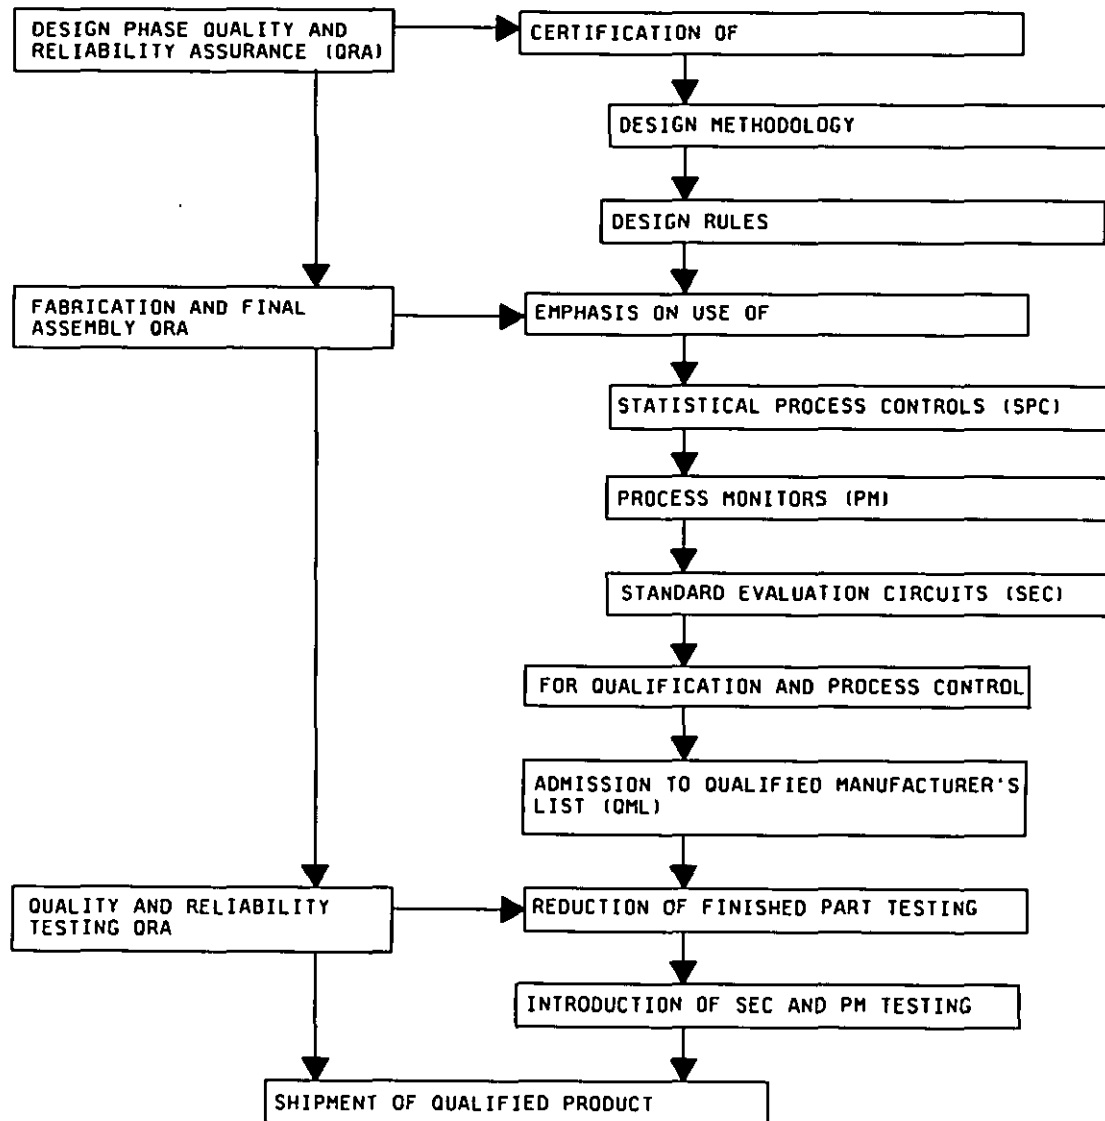 DESIGN PHASE QUALITY AND
RELIABILITY ASSURANCE (QRA)
CERTIFICATION OF
DESIGN METHODOLOGY
DESIGN RULES
FABRICATION AND FINAL
ASSEMBLY QRA
EMPHASIS ON USE OF
STATISTICAL PROCESS CONTROLS (SPC)
PROCESS MONITORS (PM)
STANDARD EVALUATION CIRCUITS (SEC)
FOR QUALIFICATION AND PROCESS CONTROL
ADMISSION TO QUALIFIED MANUFACTURER'S
LIST (QML)
QUALITY AND RELIABILITY
TESTING QRA
REDUCTION OF FINISHED PART TESTING
INTRODUCTION OF SEC AND PM TESTING
SHIPMENT OF QUALIFIED PRODUCT